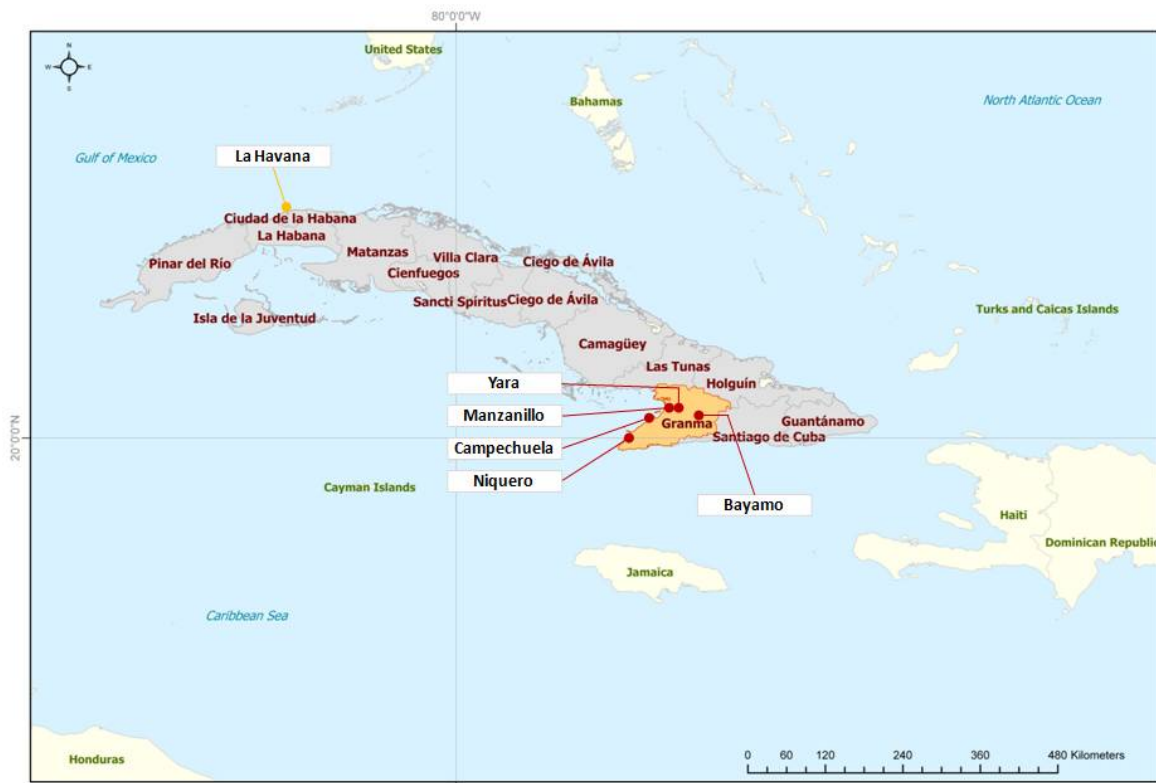 80°0'0"W
N
W
E
S
United States
Bahamas
North Atlantic Ocean
Gulf of Mexico
La Havana
Ciudad de la Habana
La Habana
Matanzas
Villa Clara
Ciego de Ávila
Pinar del Río
Cienfuegos
Sancti Spíritus
Ciego de Ávila
Isla de la Juventud
Turks and Caicas Islands
Camagüey
Las Tunas
Yara
Holguín
Manzanillo
Granma
Guantánamo
Santiago de Cuba
20°0'0"N
Campechuela
Niquero
Cayman Islands
Bayamo
Haiti
Dominican Republic
Jamaica
Caribbean Sea
Honduras
0 60 120 240 360 480 Kilometers